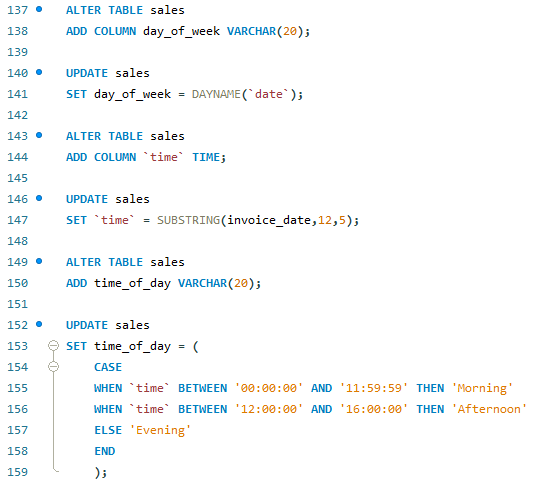 137 ALTER TABLE sales
138 ADD COLUMN day_of_week VARCHAR(20);
139
140 UPDATE sales
141 SET day_of_week = DAYNAME(`date`);
142
143 ALTER TABLE sales
144 ADD COLUMN `time` TIME;
145
146 UPDATE sales
147 SET `time` = SUBSTRING(invoice_date,12,5);
148
149 ALTER TABLE sales
150 ADD time_of_day VARCHAR(20);
151
152 UPDATE sales
153 SET time_of_day = (
154 CASE
155 WHEN `time` BETWEEN '00:00:00' AND '11:59:59' THEN 'Morning'
156 WHEN `time` BETWEEN '12:00:00' AND '16:00:00' THEN 'Afternoon'
157 ELSE 'Evening'
158 END
159 );